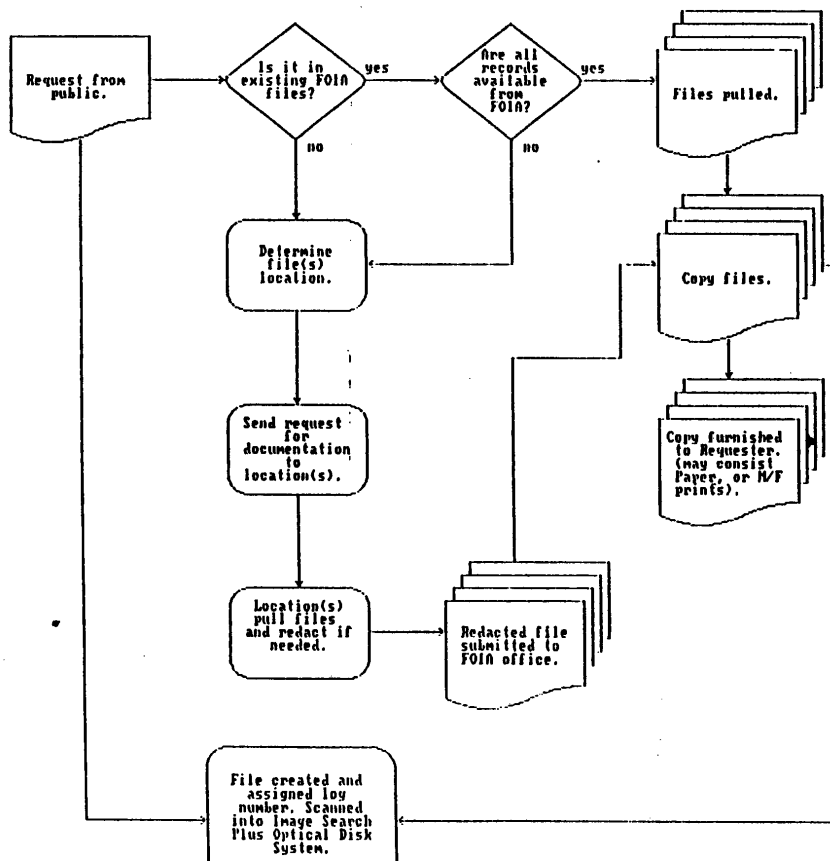 Request from
public.
Is it in
existing FOIA
files?
yes
no
Are all
records
available
from
FOIA?
yes
no
Files pulled.
Determine
file(s)
location.
Copy files.
Send request
for
documentation
to
location(s).
Copy furnished
to Requester.
(may consist
Paper, or M/F
prints).
Location(s)
pull files
and redact if
needed.
Redacted file
submitted to
FOIA office.
File created and
assigned log
number. Scanned
into Image Search
Plus Optical Disk
System.